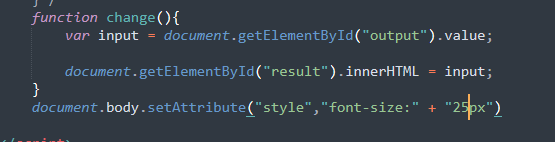 function change(){
var input = document.getElementById("output").value;
document.getElementById("result").innerHTML = input;
}
document.body.setAttribute("style","font-size:" + "25px")
</script>